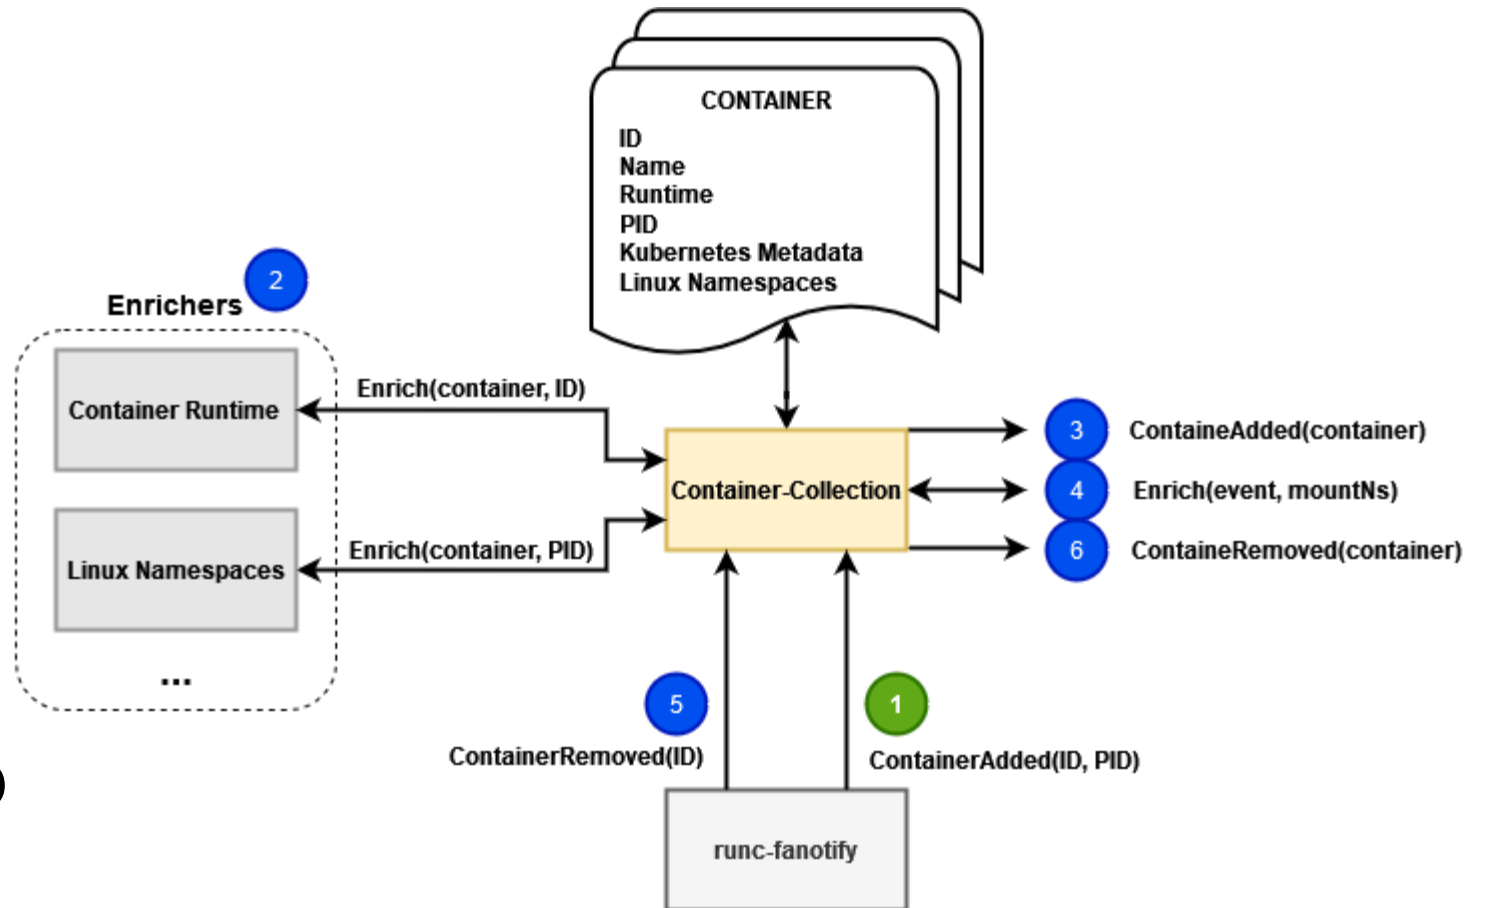 CONTAINER
ID
Name
Runtime
PID
Kubernetes Metadata
Linux Namespaces
2
Enrichers
Container Runtime
Enrich(container, ID)
Linux Namespaces
Enrich(container, PID)
...
Container-Collection
3
ContaineAdded(container)
4
Enrich(event, mountNs)
6
ContaineRemoved(container)
5
ContainerRemoved(ID)
1
ContainerAdded(ID, PID)
)
runc-fanotify